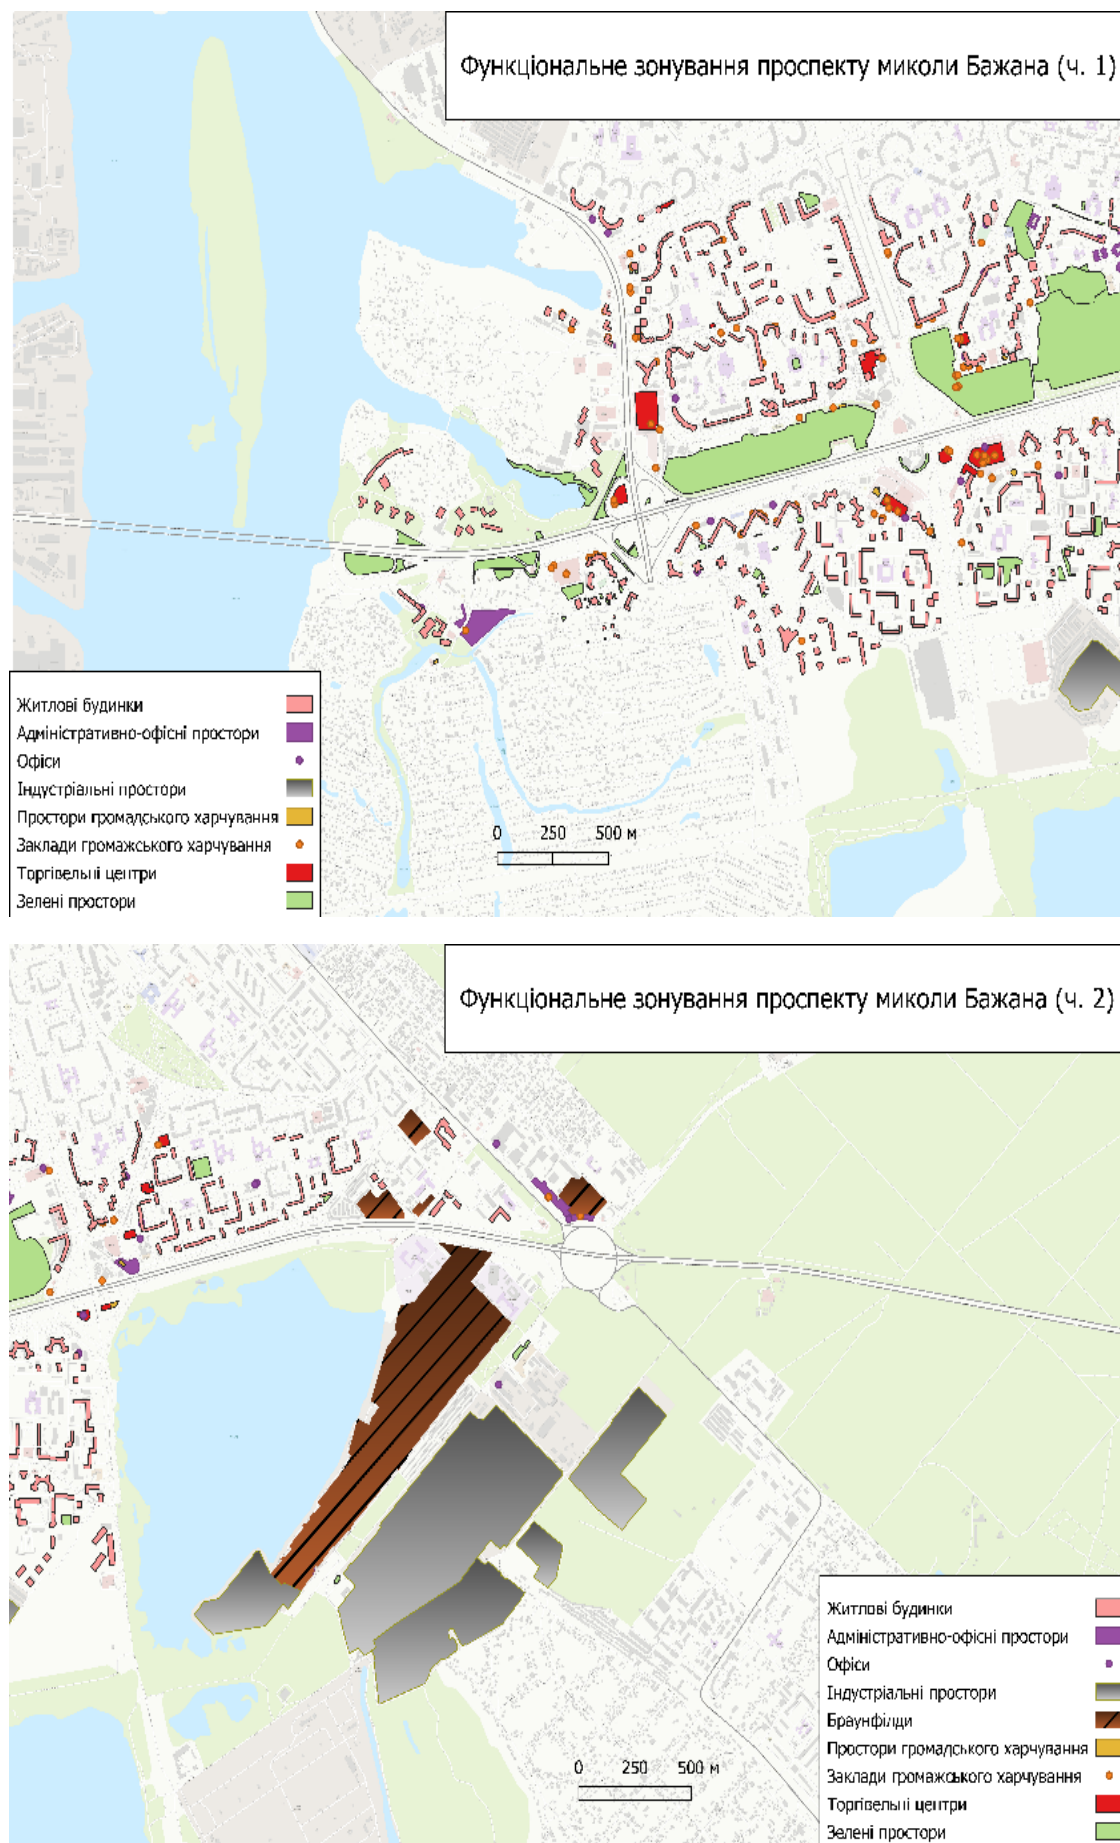 Функціональне зонування проспекту миколи Бажана (ч. 1)
Житлові будинки
Адміністративно-офісні простори
Офіси
Індустріальні простори
Простори громадського харчування
Заклади громажського харчування
Торгівельні центри
Зелені простори
0 250 500 м
Функціональне зонування проспекту миколи Бажана (ч. 2)
Житлові будинки
Адміністративно-офісні простори
Офіси
Індустріальні простори
Браунфілди
Простори громадського харчування
Заклади громажського харчування
Торгівельні центри
Зелені простори
0 250 500 м